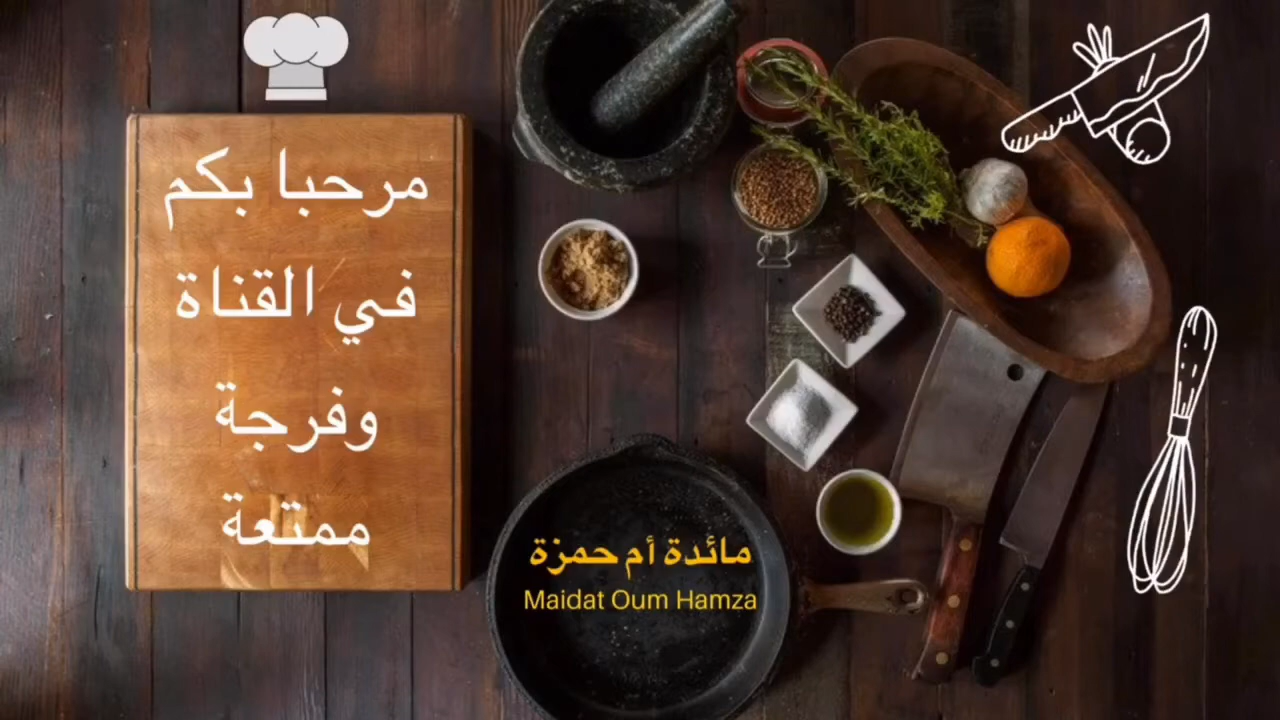 مرحبا بكم
في القناة
وفرجة
ممتعة
مائدة أم حمزة
Maidat Oum Hamza